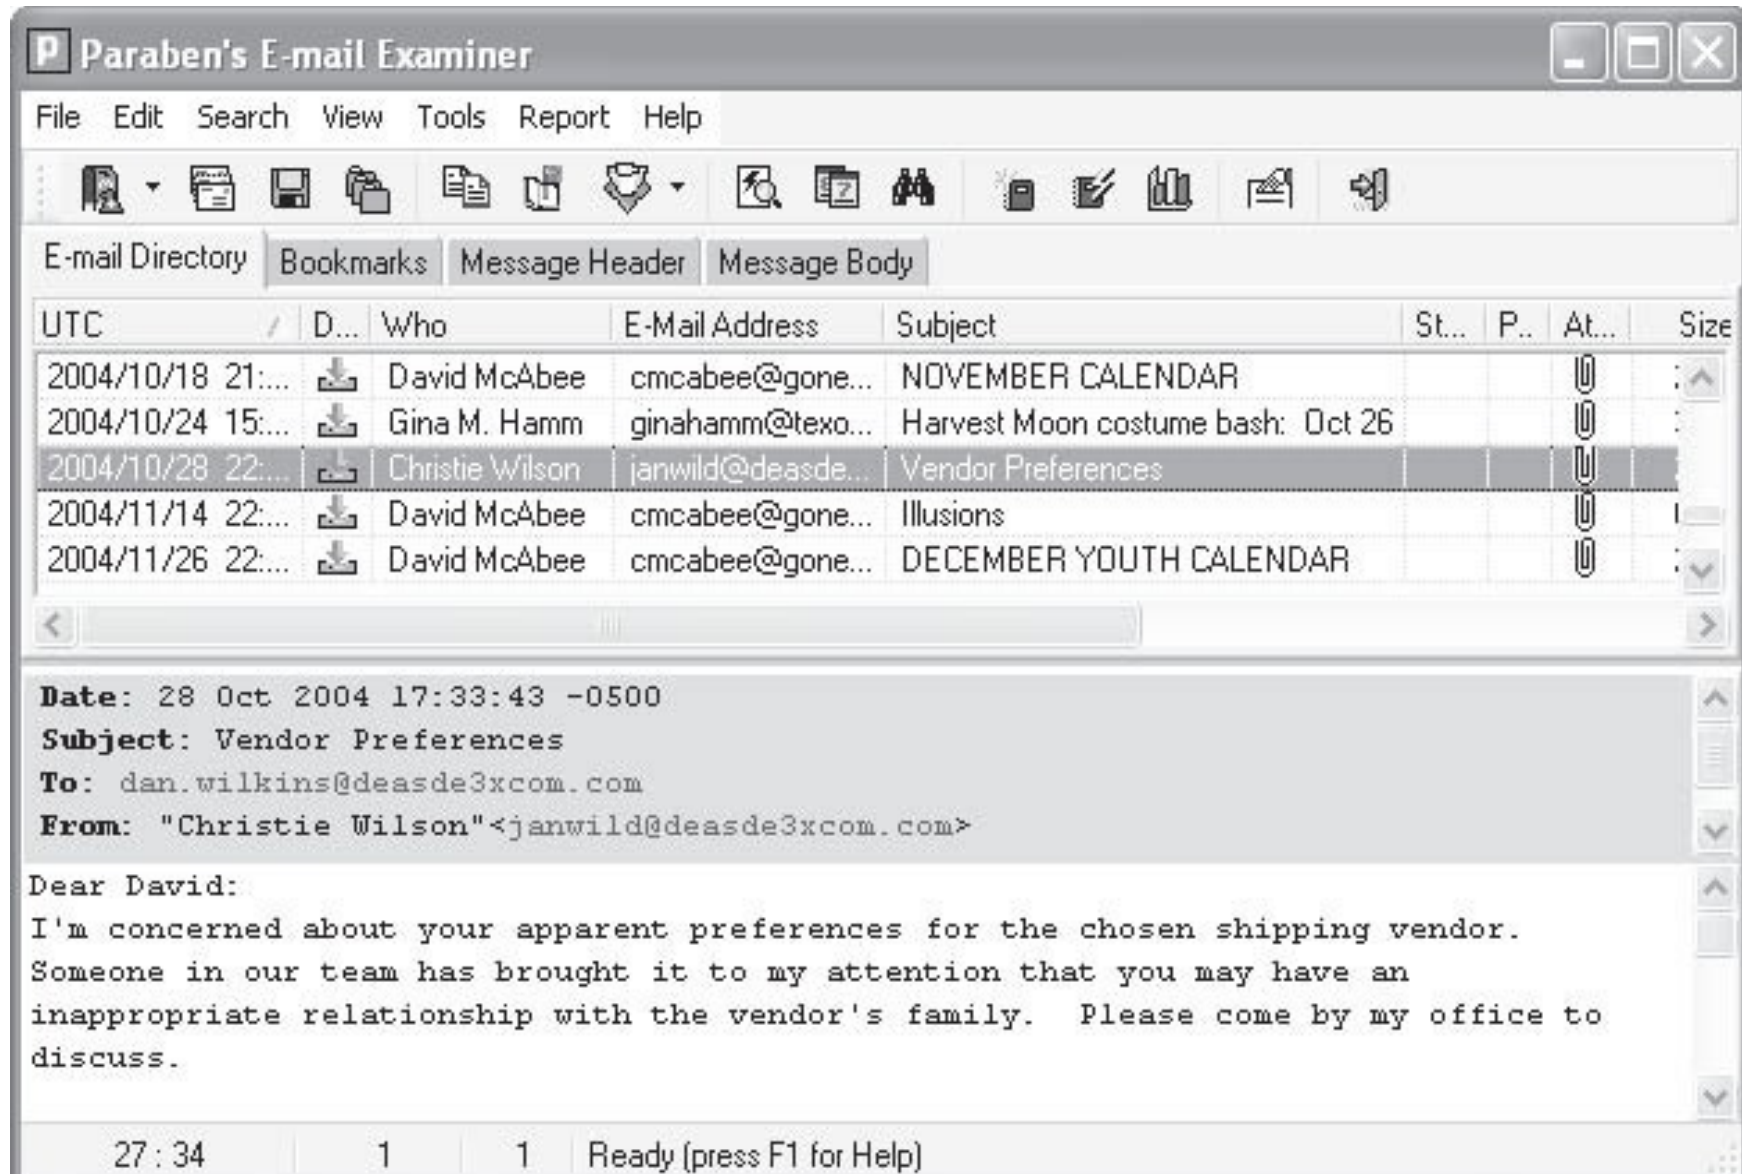 Paraben's E-mail Examiner
File Edit Search View Tools Report Help
E-mail Directory Bookmarks Message Header Message Body
UTC D... Who E-Mail Address Subject St... P.. At... Size
2004/10/18 21:... David McAbee cmcabee@gone... NOVEMBER CALENDAR
2004/10/24 15:... Gina M. Hamm ginahamm@texo... Harvest Moon costume bash: Oct 26
2004/10/28 22:... Christie Wilson janwild@deasde... Vendor Preferences
2004/11/14 22:... David McAbee cmcabee@gone... Illusions
2004/11/26 22:... David McAbee cmcabee@gone... DECEMBER YOUTH CALENDAR
Date: 28 Oct 2004 17:33:43 -0500
Subject: Vendor Preferences
To: dan.wilkins@deasde3xcom.com
From: "Christie Wilson"<janwild@deasde3xcom.com>
Dear David:
I'm concerned about your apparent preferences for the chosen shipping vendor.
Someone in our team has brought it to my attention that you may have an
inappropriate relationship with the vendor's family. Please come by my office to
discuss.
27 : 34 1 1 Ready (press F1 for Help)